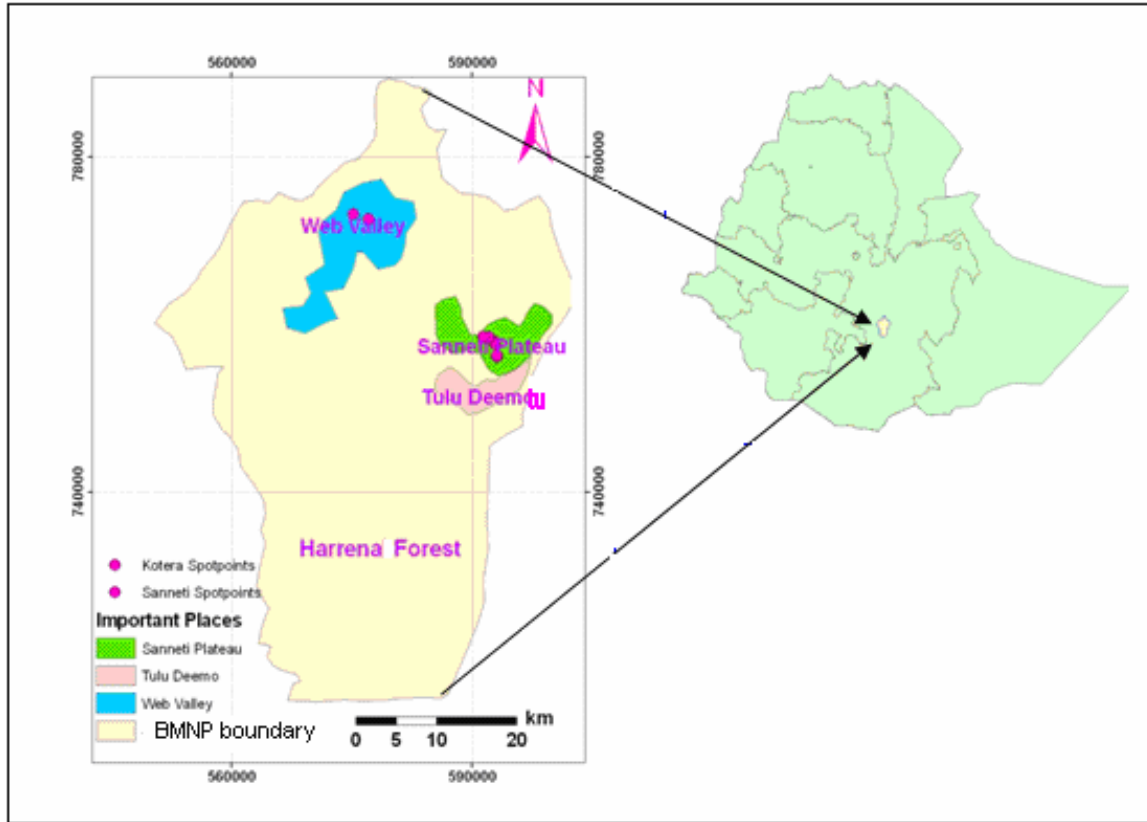 560000
590000
N
780000
780000
Web Valley
Sanneti Plateau
Tulu Deemo
tu
740000
740000
Harrena Forest
Kotera Spotpoints
Sanneti Spotpoints
Important Places
Sanneti Plateau
Tulu Deemo
Web Valley
BMNP boundary
km
0 5 10 20
560000
590000